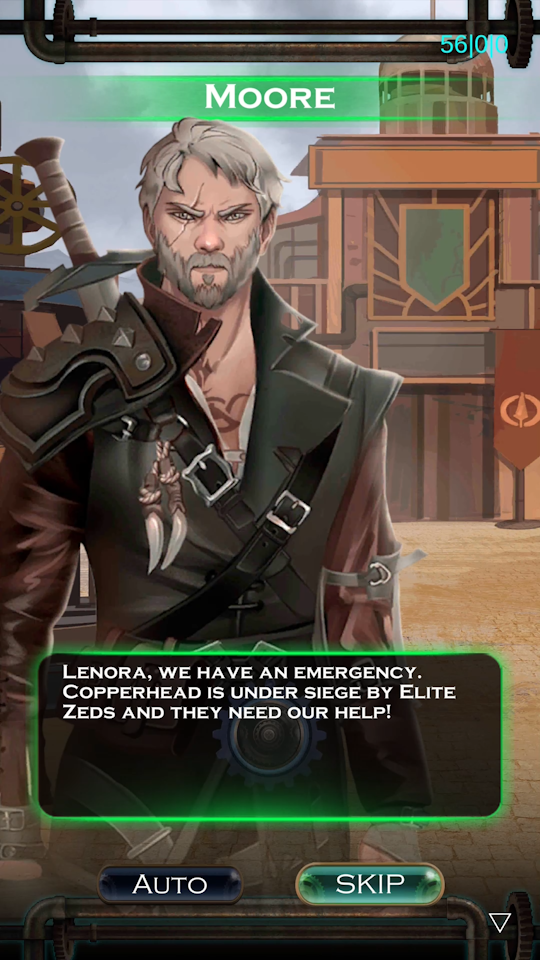 56|0|0
Moore
Lenora, we have an emergency.
Copperhead is under siege by Elite
Zeds and they need our help!
Auto
SKIP